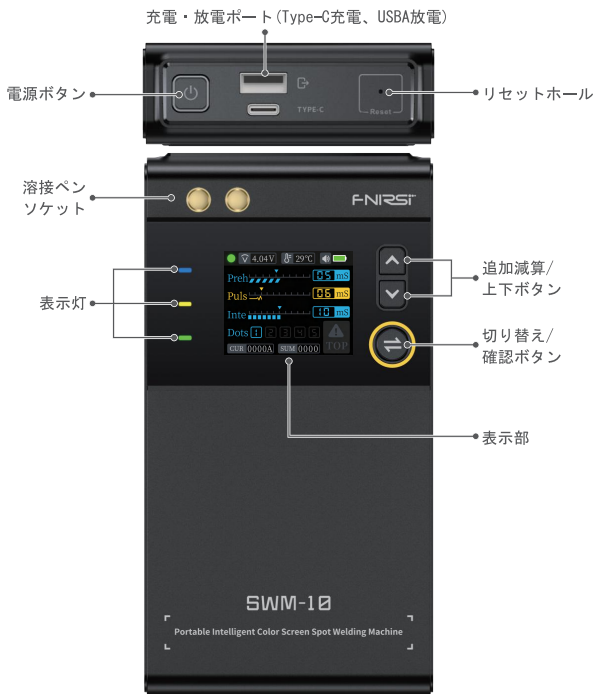 充電・放電ポート(Type-C充電、USBA放電)
電源ボタン
TYPE-C
Reset
リセットホール
溶接ペン
ソケット
FNIRSI
4.04V 29℃
Preh 05 mS
Puls 06 mS
Inte 10 mS
Dots 1 2 3 4 5
TOP
CUR 0000A SUM 0000
表示灯
追加減算/
上下ボタン
切り替え/
確認ボタン
表示部
SWM-10
Portable Intelligent Color Screen Spot Welding Machine